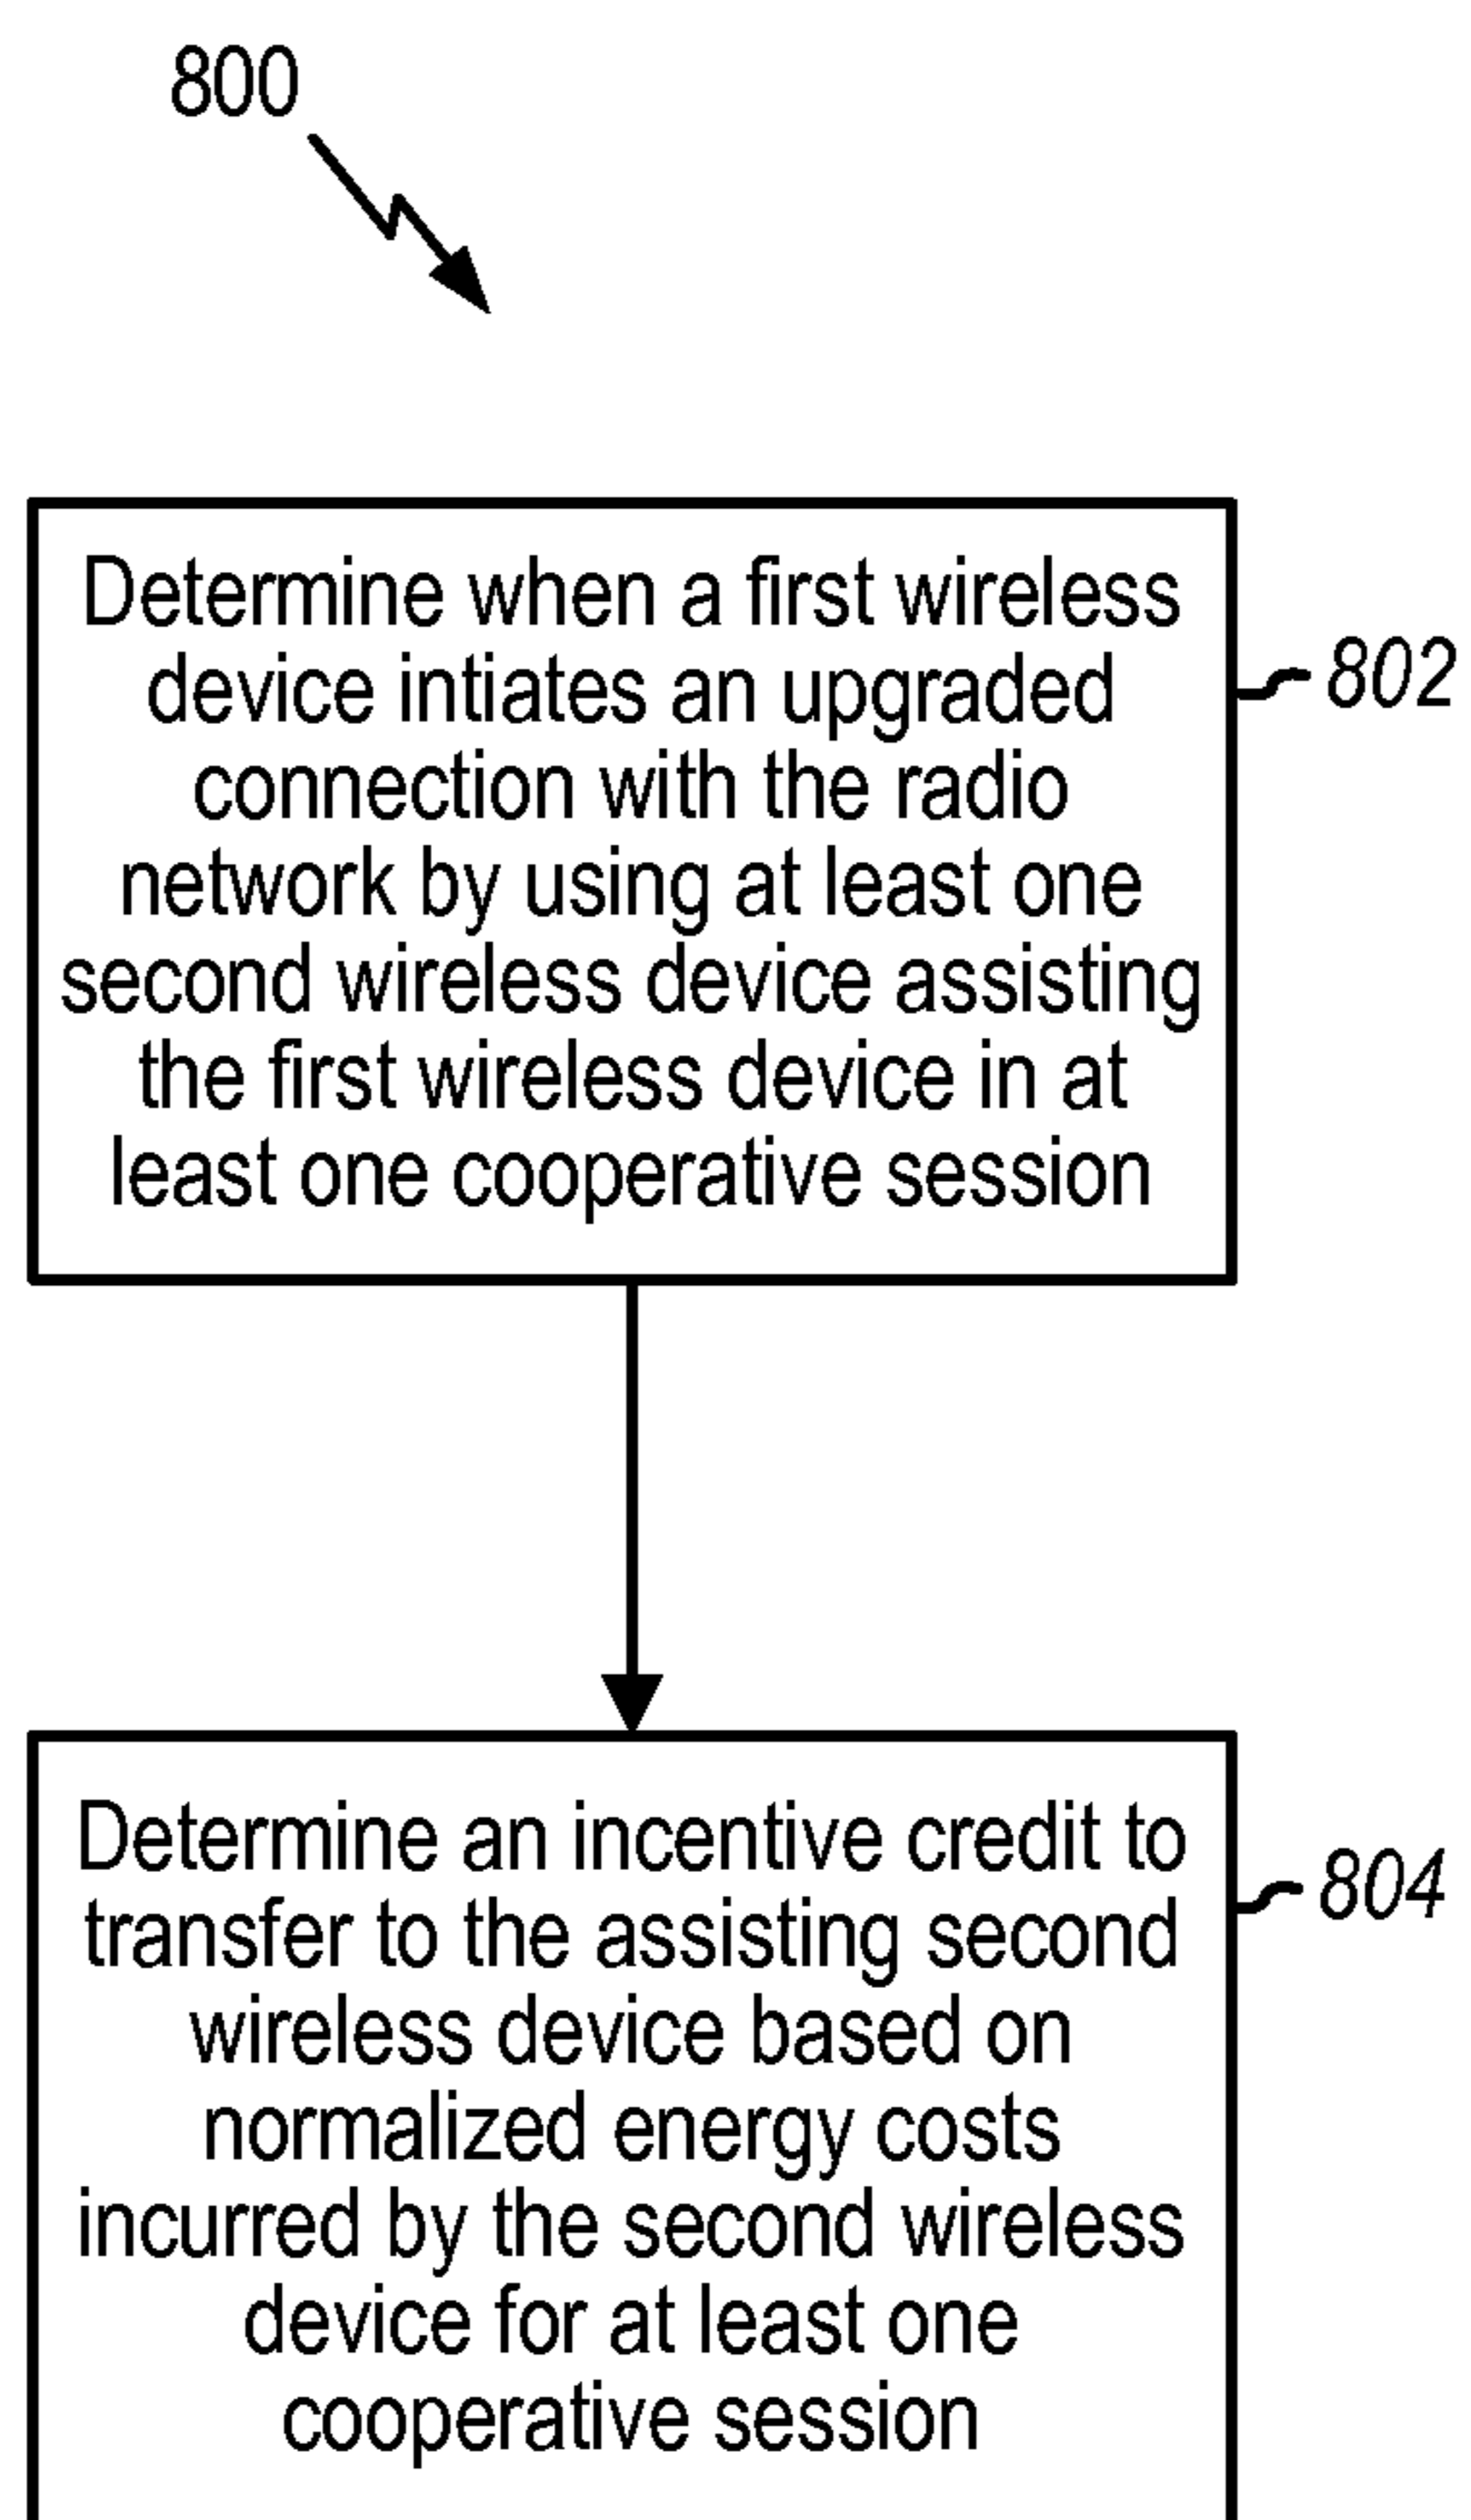 800
Determine when a first wireless
device intiates an upgraded
connection with the radio
network by using at least one
second wireless device assisting
the first wireless device in at
least one cooperative session
802
Determine an incentive credit to
transfer to the assisting second
wireless device based on
normalized energy costs
incurred by the second wireless
device for at least one
cooperative session
804